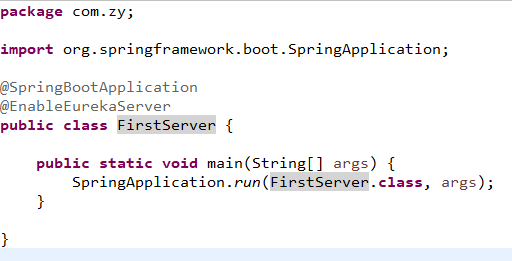 package com.zy;
import org.springframework.boot.SpringApplication;
@SpringBootApplication
@EnableEurekaServer
public class FirstServer {
public static void main(String[] args) {
SpringApplication.run(FirstServer.class, args);
}
}